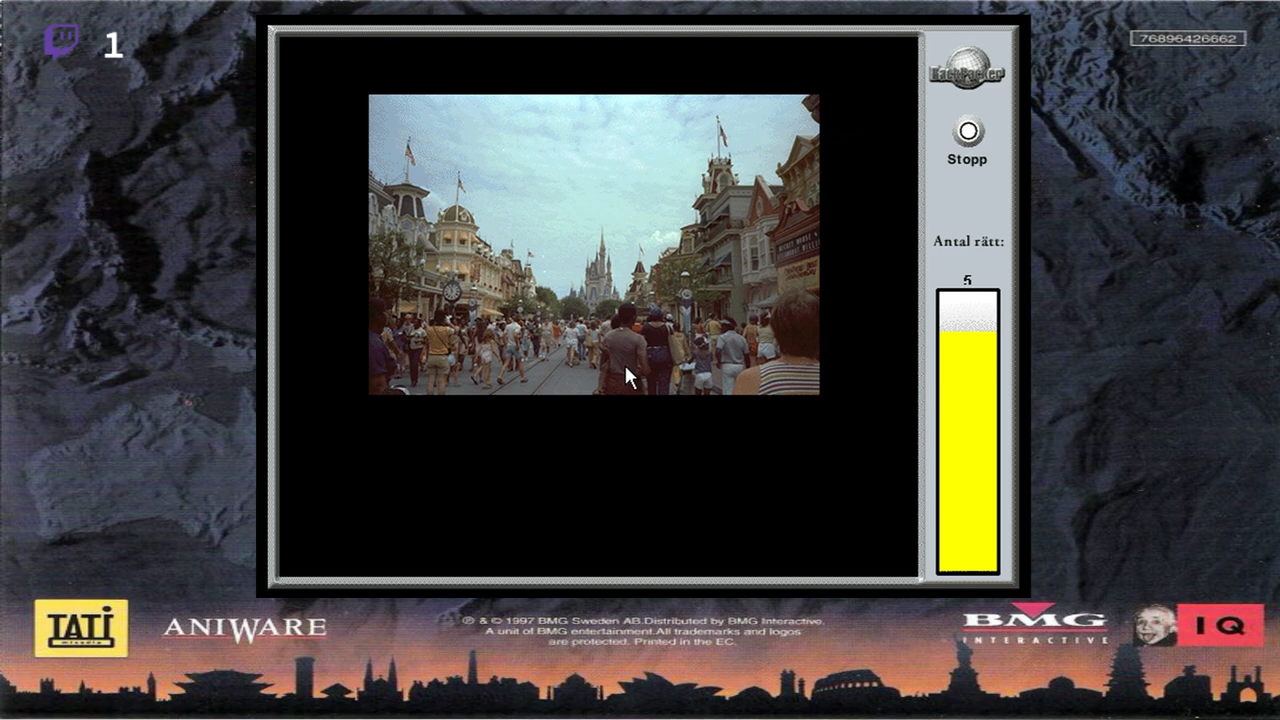 1
76896426662
BackPacker
Stopp
Antal rätt:
5
TATi
ANIWARE
℗ & © 1997 BMG Sweden AB.Distributed by BMG Interactive.
A unit of BMG entertainment.All trademarks and logos
are protected. Printed in the EC.
BMG
INTERACTIVE
IQ